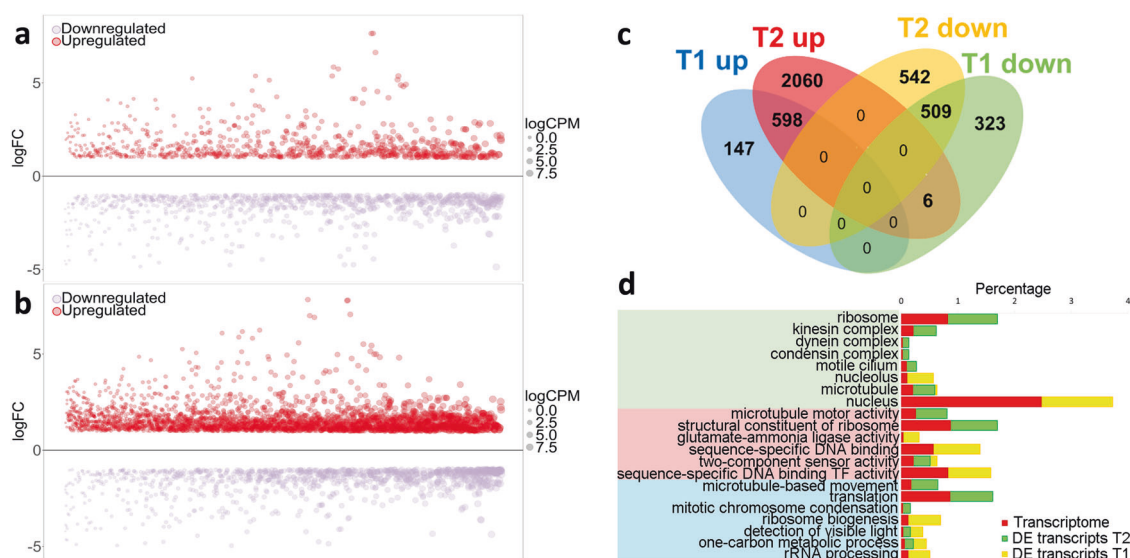 a
Downregulated
Upregulated
logFC
5
0
-5
logCPM
0.0
2.5
5.0
7.5
b
Downregulated
Upregulated
logFC
5
0
-5
logCPM
0.0
2.5
5.0
7.5
c
T1 up
T2 up
T2 down
T1 down
2060
542
598
0
509
323
147
0
0
0
6
0
0
0
0
d
Percentage
0 1 2 3 4
ribosome
kinesin complex
dynein complex
condensin complex
motile cilium
nucleolus
microtubule
nucleus
microtubule motor activity
structural constituent of ribosome
glutamate-ammonia ligase activity
sequence-specific DNA binding
two-component sensor activity
sequence-specific DNA binding TF activity
microtubule-based movement
translation
mitotic chromosome condensation
ribosome biogenesis
detection of visible light
one-carbon metabolic process
rRNA processing
Transcriptome
DE transcripts T2
DE transcripts T1